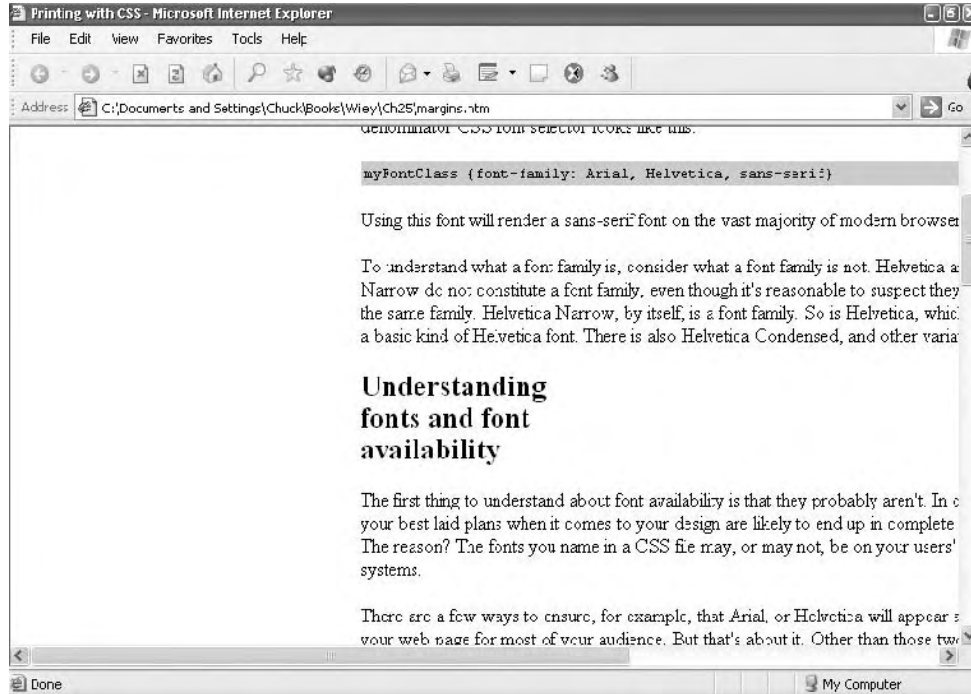 Printing with CSS - Microsoft Internet Explorer
File Edit View Favorites Tools Help
Address C:\Documents and Settings\Chuck\Books\Wiley\Ch25\margins.htm Go
denominator CSS font selector looks like this:
myFontClass {font-family: Arial, Helvetica, sans-serif}
Using this font will render a sans-serif font on the vast majority of modern browser
To understand what a font family is, consider what a font family is not. Helvetica a
Narrow do not constitute a font family, even though it's reasonable to suspect they
the same family. Helvetica Narrow, by itself, is a font family. So is Helvetica, whic
a basic kind of Helvetica font. There is also Helvetica Condensed, and other varia
Understanding
fonts and font
availability
The first thing to understand about font availability is that they probably aren't. In
your best laid plans when it comes to your design are likely to end up in complete
The reason? The fonts you name in a CSS file may, or may not, be on your users'
systems.
There are a few ways to ensure, for example, that Arial, or Helvetica will appear
your web page for most of your audience. But that's about it. Other than those two
Done My Computer